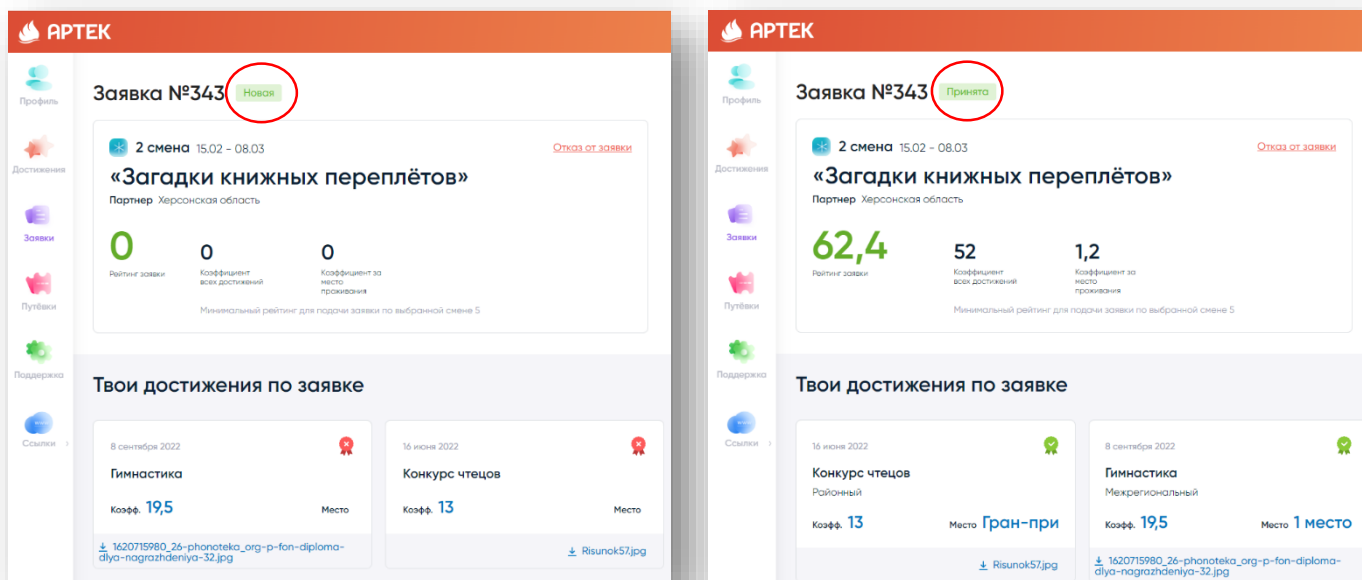 АРТЕК
Профиль
Достижения
Заявки
Путёвки
Поддержка
Ссылки
Заявка №343 Новая
2 смена 15.02 - 08.03 Отказ от заявки
«Загадки книжных переплётов»
Партнер Херсонская область
0 0 0
Рейтинг заявки Коэффициент Коэффициент за
всех достижений место
проживания
Минимальный рейтинг для подачи заявки по выбранной смене 5
Твои достижения по заявке
8 сентября 2022
Гимнастика
Коэфф. 19,5 Место
1620715980_26-phonoteka_org-p-fon-diploma-
dlya-nagrazhdeniya-32.jpg
16 июня 2022
Конкурс чтецов
Коэфф. 13 Место
Risunok57.jpg
АРТЕК
Профиль
Достижения
Заявки
Путёвки
Поддержка
Ссылки
Заявка №343 Принята
2 смена 15.02 - 08.03 Отказ от заявки
«Загадки книжных переплётов»
Партнер Херсонская область
62,4 52 1,2
Рейтинг заявки Коэффициент Коэффициент за
всех достижений место
проживания
Минимальный рейтинг для подачи заявки по выбранной смене 5
Твои достижения по заявке
16 июня 2022
Конкурс чтецов
Районный
Коэфф. 13 Место Гран-при
Risunok57.jpg
8 сентября 2022
Гимнастика
Межрегиональный
Коэфф. 19,5 Место 1 место
1620715980_26-phonoteka_org-p-fon-diploma-
dlya-nagrazhdeniya-32.jpg